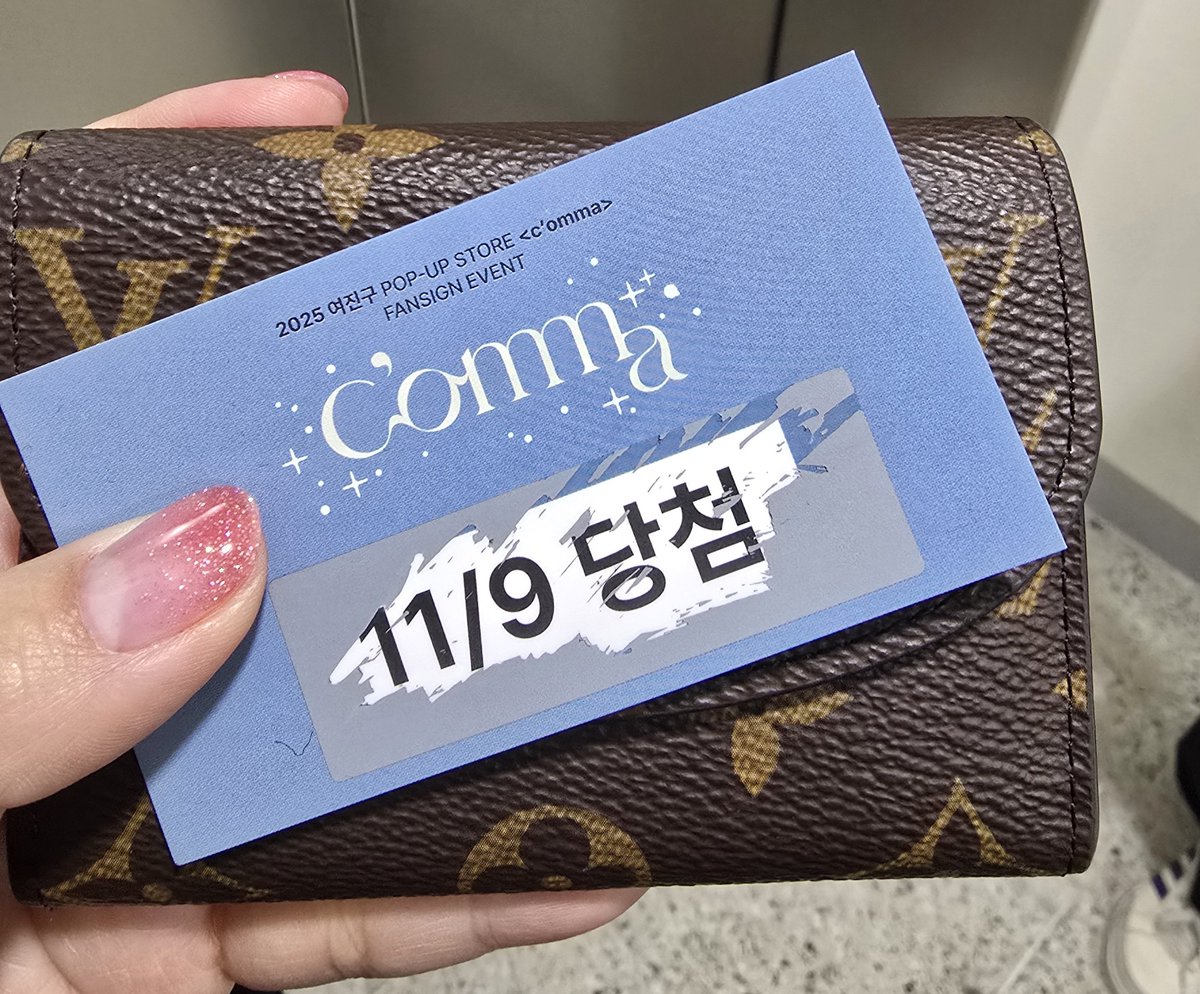 2025 여진구 POP-UP STORE <c'omma>
FANSIGN EVENT
c'omma
11/9 당첨